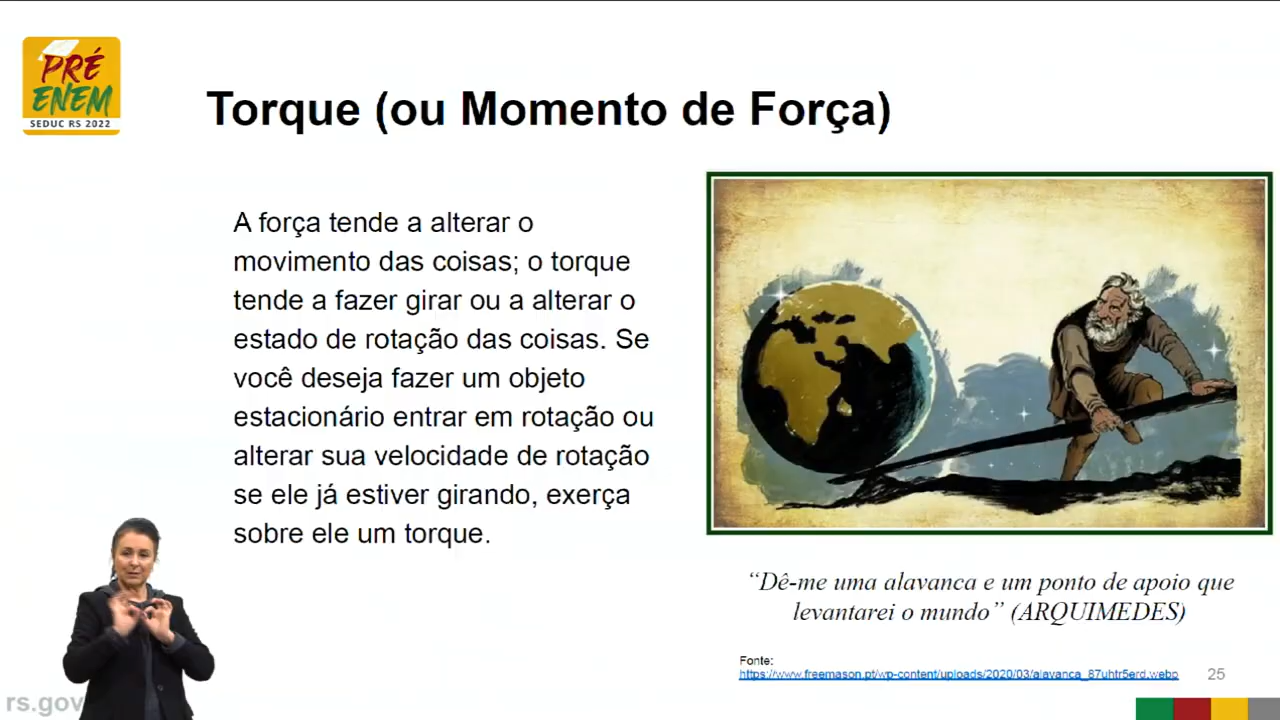 PRÉ
ENEM
SEDUC RS 2022
Torque (ou Momento de Força)
A força tende a alterar o
movimento das coisas; o torque
tende a fazer girar ou a alterar o
estado de rotação das coisas. Se
você deseja fazer um objeto
estacionário entrar em rotação ou
alterar sua velocidade de rotação
se ele já estiver girando, exerça
sobre ele um torque.
“Dê-me uma alavanca e um ponto de apoio que
levantarei o mundo” (ARQUIMEDES)
Fonte:
https://www.freemason.pt/wp-content/uploads/2020/03/alavanca_87uhtr5erd.webp
25
rs.gov